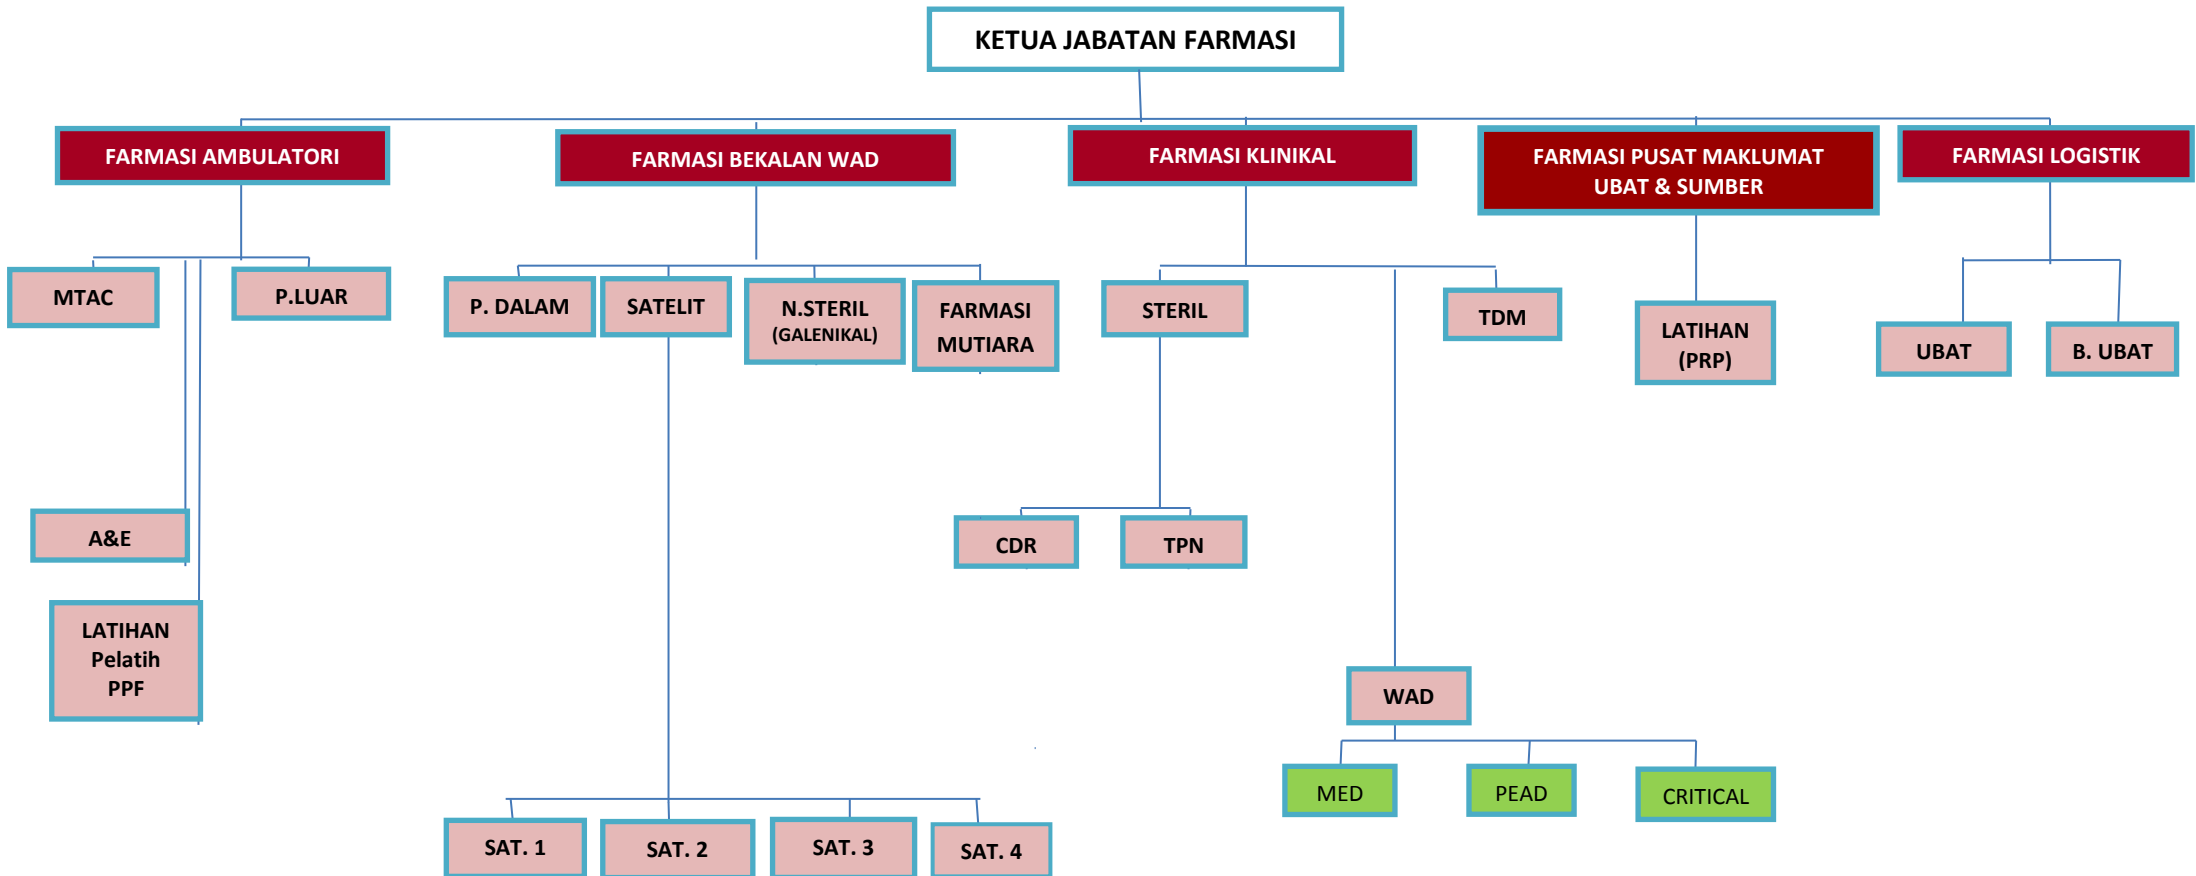 KETUA JABATAN FARMASI
FARMASI AMBULATORI
FARMASI BEKALAN WAD
FARMASI KLINIKAL
FARMASI PUSAT MAKLUMAT
UBAT & SUMBER
FARMASI LOGISTIK
MTAC
P.LUAR
P. DALAM
SATELIT
N.STERIL
(GALENIKAL)
FARMASI
MUTIARA
STERIL
TDM
LATIHAN
(PRP)
UBAT
B. UBAT
A&E
CDR
TPN
LATIHAN
Pelatih
PPF
WAD
MED
PEAD
CRITICAL
SAT. 1
SAT. 2
SAT. 3
SAT. 4